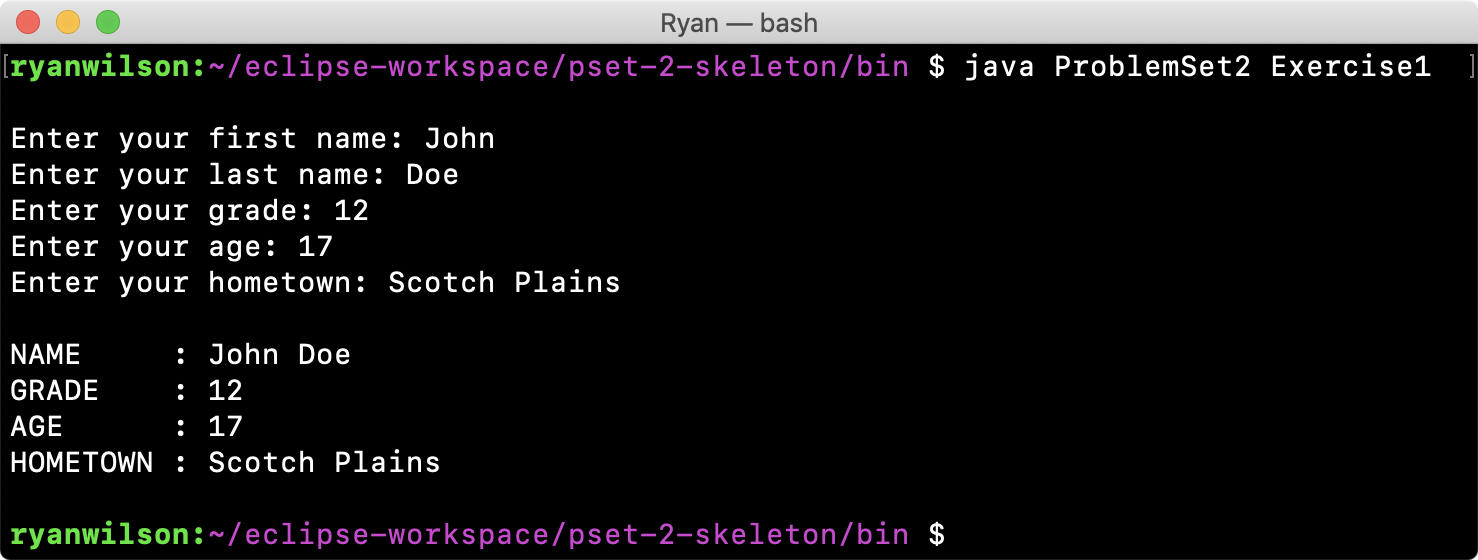 Ryan — bash
[ryanwilson:~/eclipse-workspace/pset-2-skeleton/bin $ java ProblemSet2 Exercise1 ]
Enter your first name: John
Enter your last name: Doe
Enter your grade: 12
Enter your age: 17
Enter your hometown: Scotch Plains
NAME     : John Doe
GRADE    : 12
AGE      : 17
HOMETOWN : Scotch Plains
ryanwilson:~/eclipse-workspace/pset-2-skeleton/bin $